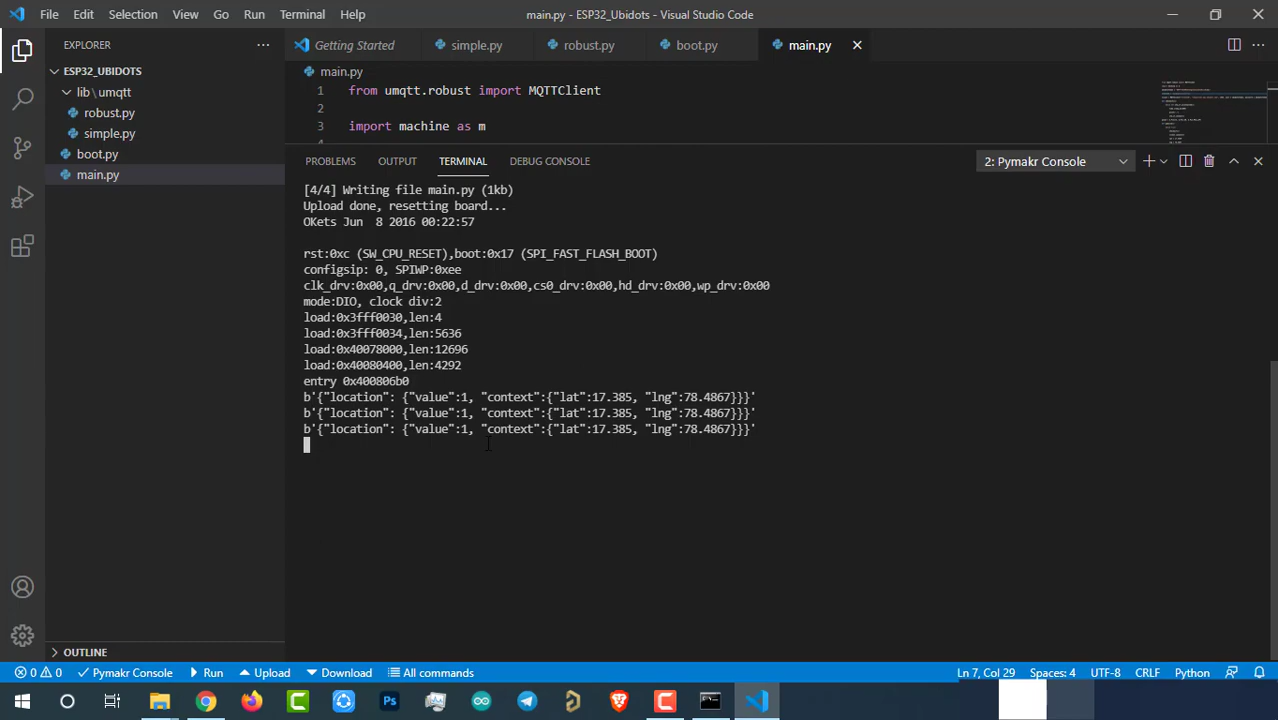 File Edit Selection View Go Run Terminal Help
main.py - ESP32_Ubidots - Visual Studio Code
EXPLORER
Getting Started simple.py robust.py boot.py main.py
ESP32_UBIDOTS
lib\umqtt
robust.py
simple.py
boot.py
main.py
OUTLINE
main.py
1 from umqtt.robust import MQTTClient
2
3 import machine as m
PROBLEMS OUTPUT TERMINAL DEBUG CONSOLE 2: Pymakr Console
[4/4] Writing file main.py (1kb)
Upload done, resetting board...
OKets Jun  8 2016 00:22:57
rst:0xc (SW_CPU_RESET),boot:0x17 (SPI_FAST_FLASH_BOOT)
configsip: 0, SPIWP:0xee
clk_drv:0x00,q_drv:0x00,d_drv:0x00,cs0_drv:0x00,hd_drv:0x00,wp_drv:0x00
mode:DIO, clock div:2
load:0x3fff0030,len:4
load:0x3fff0034,len:5636
load:0x40078000,len:12696
load:0x40080400,len:4292
entry 0x400806b0
b'{"location": {"value":1, "context":{"lat":17.385, "lng":78.4867}}}'
b'{"location": {"value":1, "context":{"lat":17.385, "lng":78.4867}}}'
b'{"location": {"value":1, "context":{"lat":17.385, "lng":78.4867}}}'
0 0 Pymakr Console Run Upload Download All commands Ln 7, Col 29 Spaces: 4 UTF-8 CRLF Python